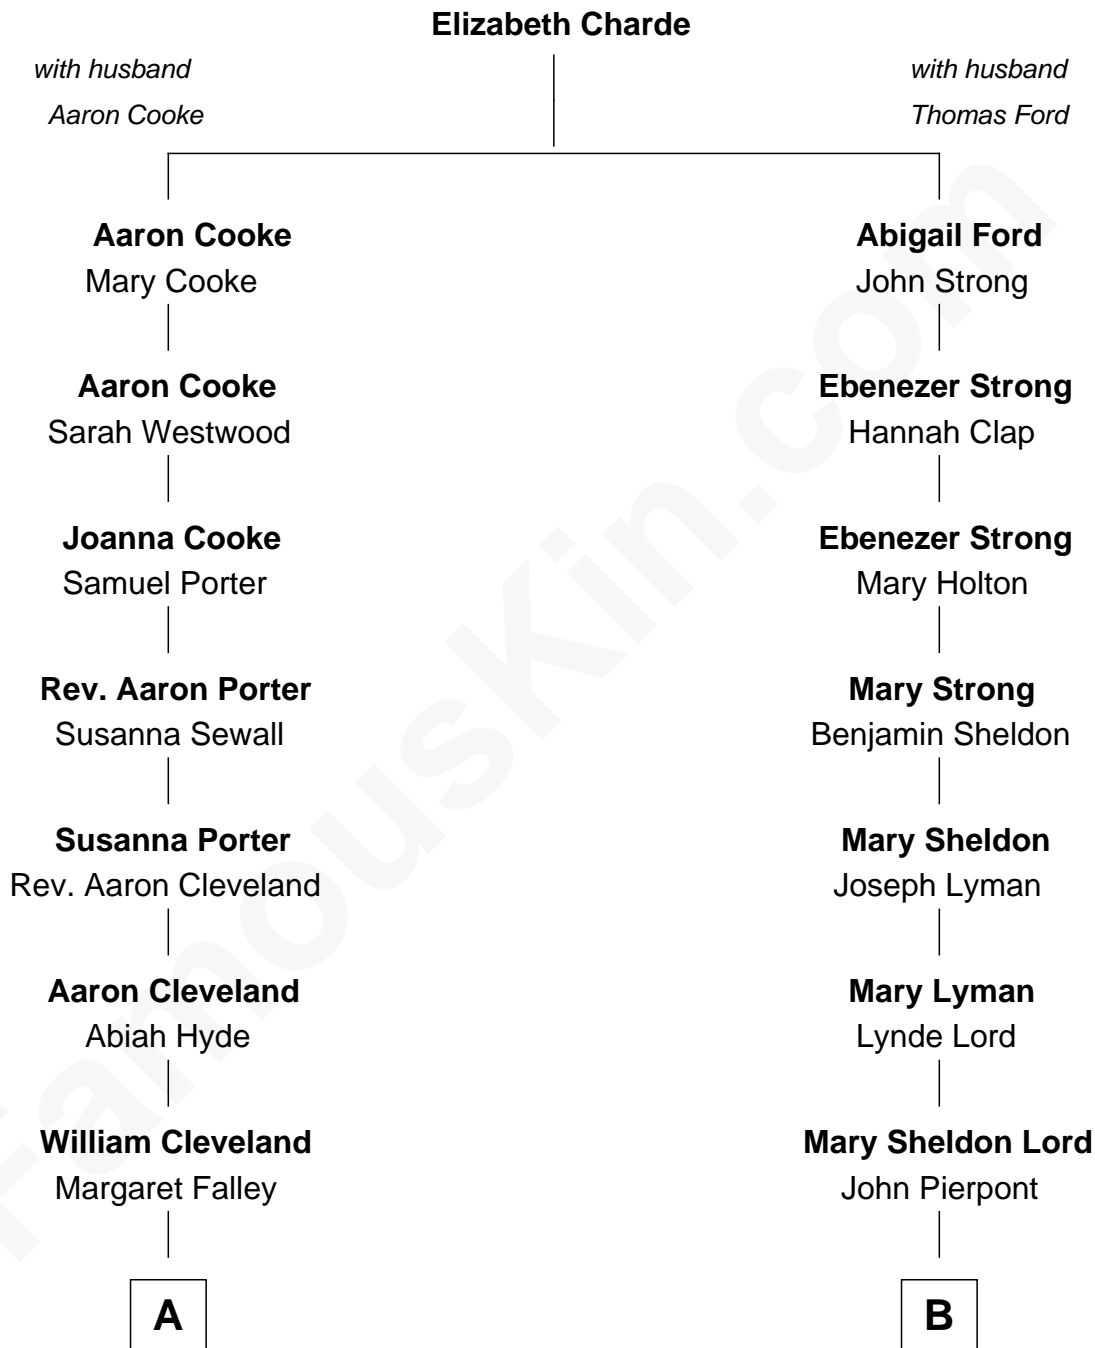 Elizabeth Charde
with husband
Aaron Cooke
with husband
Thomas Ford
Aaron Cooke
Mary Cooke
Abigail Ford
John Strong
Aaron Cooke
Sarah Westwood
Ebenezer Strong
Hannah Clap
Joanna Cooke
Samuel Porter
Ebenezer Strong
Mary Holton
Rev. Aaron Porter
Susanna Sewall
Mary Strong
Benjamin Sheldon
Susanna Porter
Rev. Aaron Cleveland
Mary Sheldon
Joseph Lyman
Aaron Cleveland
Abiah Hyde
Mary Lyman
Lynde Lord
William Cleveland
Margaret Falley
Mary Sheldon Lord
John Pierpont
A
B
FamousKin.com